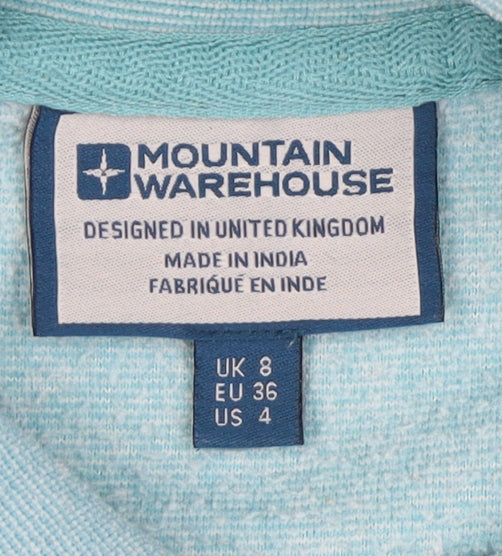 MOUNTAIN
WAREHOUSE
DESIGNED IN UNITED KINGDOM
MADE IN INDIA
FABRIQUÉ EN INDE
UK 8
EU 36
US 4